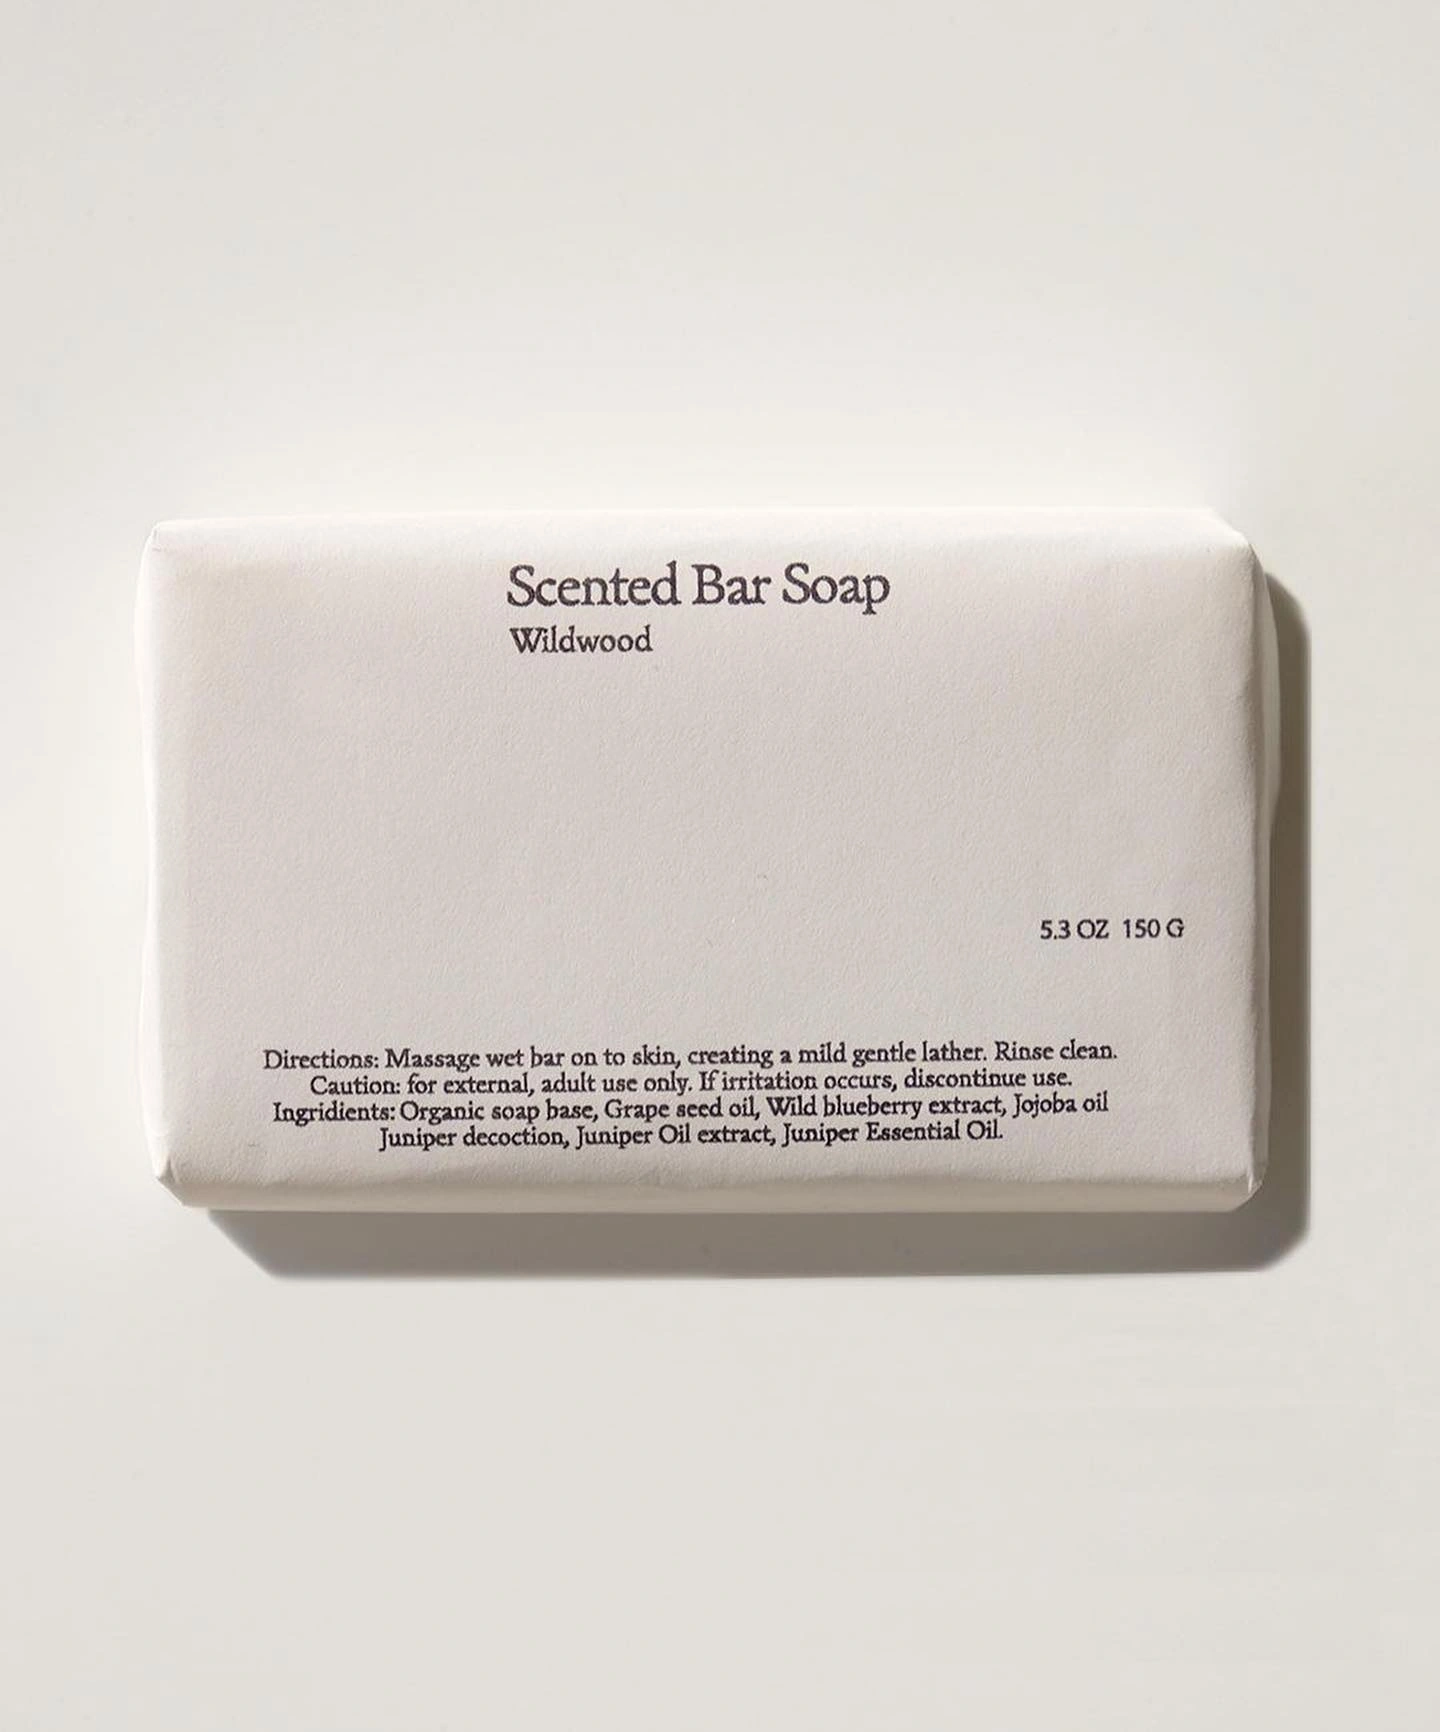 Scented Bar Soap
Wildwood
5.3 OZ 150 G
Directions: Massage wet bar on to skin, creating a mild gentle lather. Rinse clean.
Caution: for external, adult use only. If irritation occurs, discontinue use.
Ingridients: Organic soap base, Grape seed oil, Wild blueberry extract, Jojoba oil
Juniper decoction, Juniper Oil extract, Juniper Essential Oil.